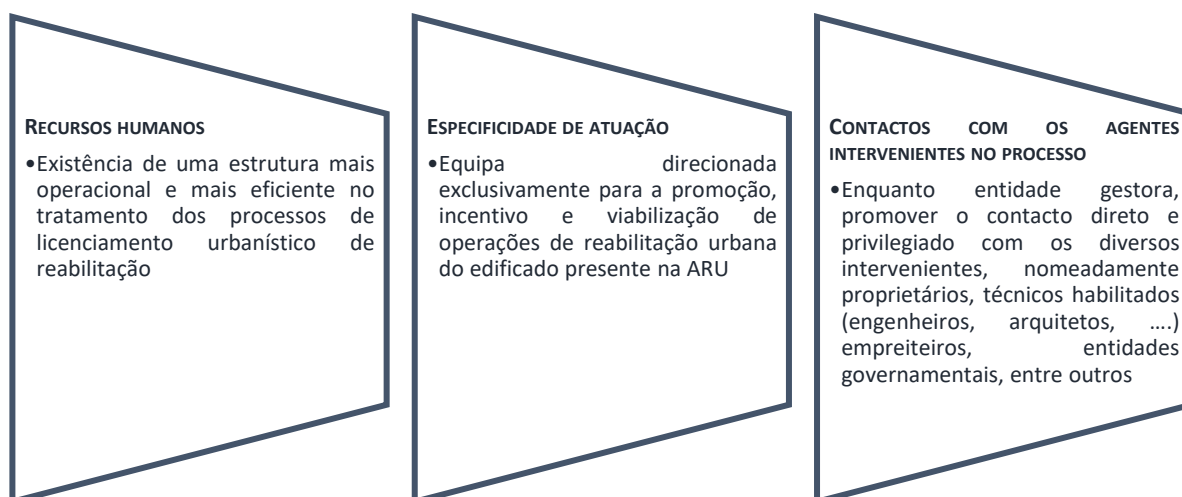 RECURSOS HUMANOS
•Existência de uma estrutura mais
operacional e mais eficiente no
tratamento dos processos de
licenciamento urbanístico de
reabilitação
ESPECIFICIDADE DE ATUAÇÃO
•Equipa direcionada
exclusivamente para a promoção,
incentivo e viabilização de
operações de reabilitação urbana
do edificado presente na ARU
CONTACTOS COM OS AGENTES
INTERVENIENTES NO PROCESSO
•Enquanto entidade gestora,
promover o contacto direto e
privilegiado com os diversos
intervenientes, nomeadamente
proprietários, técnicos habilitados
(engenheiros, arquitetos, ….)
empreiteiros, entidades
governamentais, entre outros